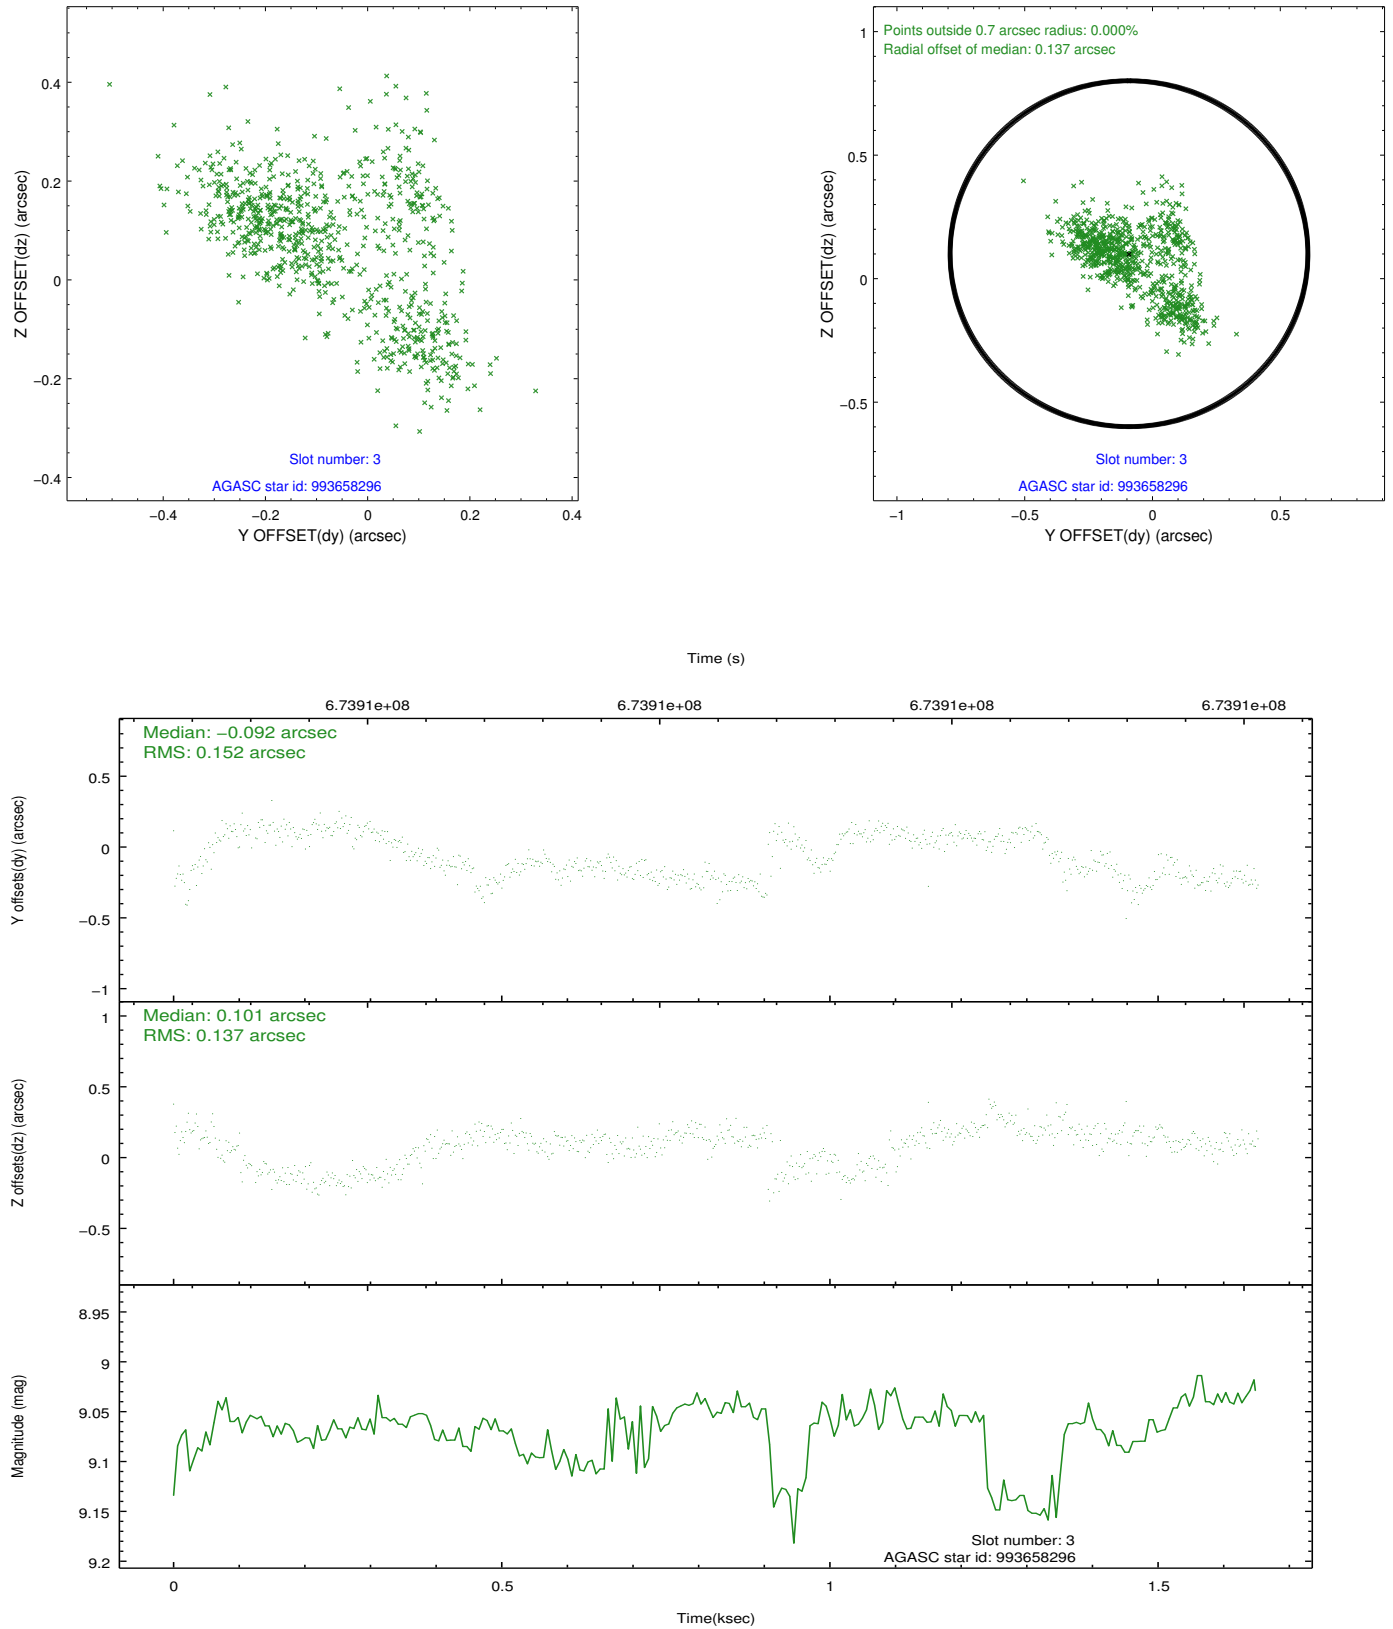 0.4
0.2
0
−0.2
−0.4
Z OFFSET(dz) (arcsec)
Slot number: 3
AGASC star id: 993658296
−0.4
−0.2
0
0.2
0.4
Y OFFSET(dy) (arcsec)
Points outside 0.7 arcsec radius: 0.000%
Radial offset of median: 0.137 arcsec
1
0.5
0
−0.5
Z OFFSET(dz) (arcsec)
Slot number: 3
AGASC star id: 993658296
−1
−0.5
0
0.5
Y OFFSET(dy) (arcsec)
Time (s)
6.7391e+08
6.7391e+08
6.7391e+08
6.7391e+08
Median: −0.092 arcsec
RMS: 0.152 arcsec
0.5
0
−0.5
−1
Y offsets(dy) (arcsec)
Median: 0.101 arcsec
RMS: 0.137 arcsec
1
0.5
0
−0.5
Z offsets(dz) (arcsec)
8.95
9
9.05
9.1
9.15
9.2
Magnitude (mag)
Slot number: 3
AGASC star id: 993658296
0
0.5
1
1.5
Time(ksec)